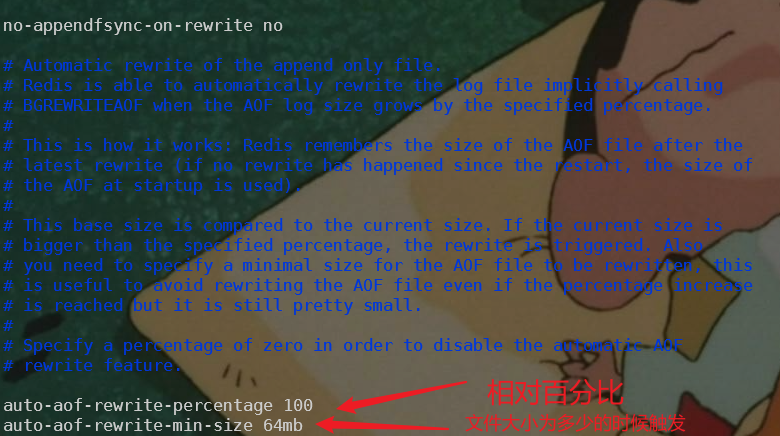 no-appendfsync-on-rewrite no
# Automatic rewrite of the append only file.
# Redis is able to automatically rewrite the log file implicitly calling
# BGREWRITEAOF when the AOF log size grows by the specified percentage.
#
# This is how it works: Redis remembers the size of the AOF file after the
# latest rewrite (if no rewrite has happened since the restart, the size of
# the AOF at startup is used).
#
# This base size is compared to the current size. If the current size is
# bigger than the specified percentage, the rewrite is triggered. Also
# you need to specify a minimal size for the AOF file to be rewritten, this
# is useful to avoid rewriting the AOF file even if the percentage increase
# is reached but it is still pretty small.
#
# Specify a percentage of zero in order to disable the automatic AOF
# rewrite feature.
auto-aof-rewrite-percentage 100 相对百分比
auto-aof-rewrite-min-size 64mb 文件大小为多少的时候触发